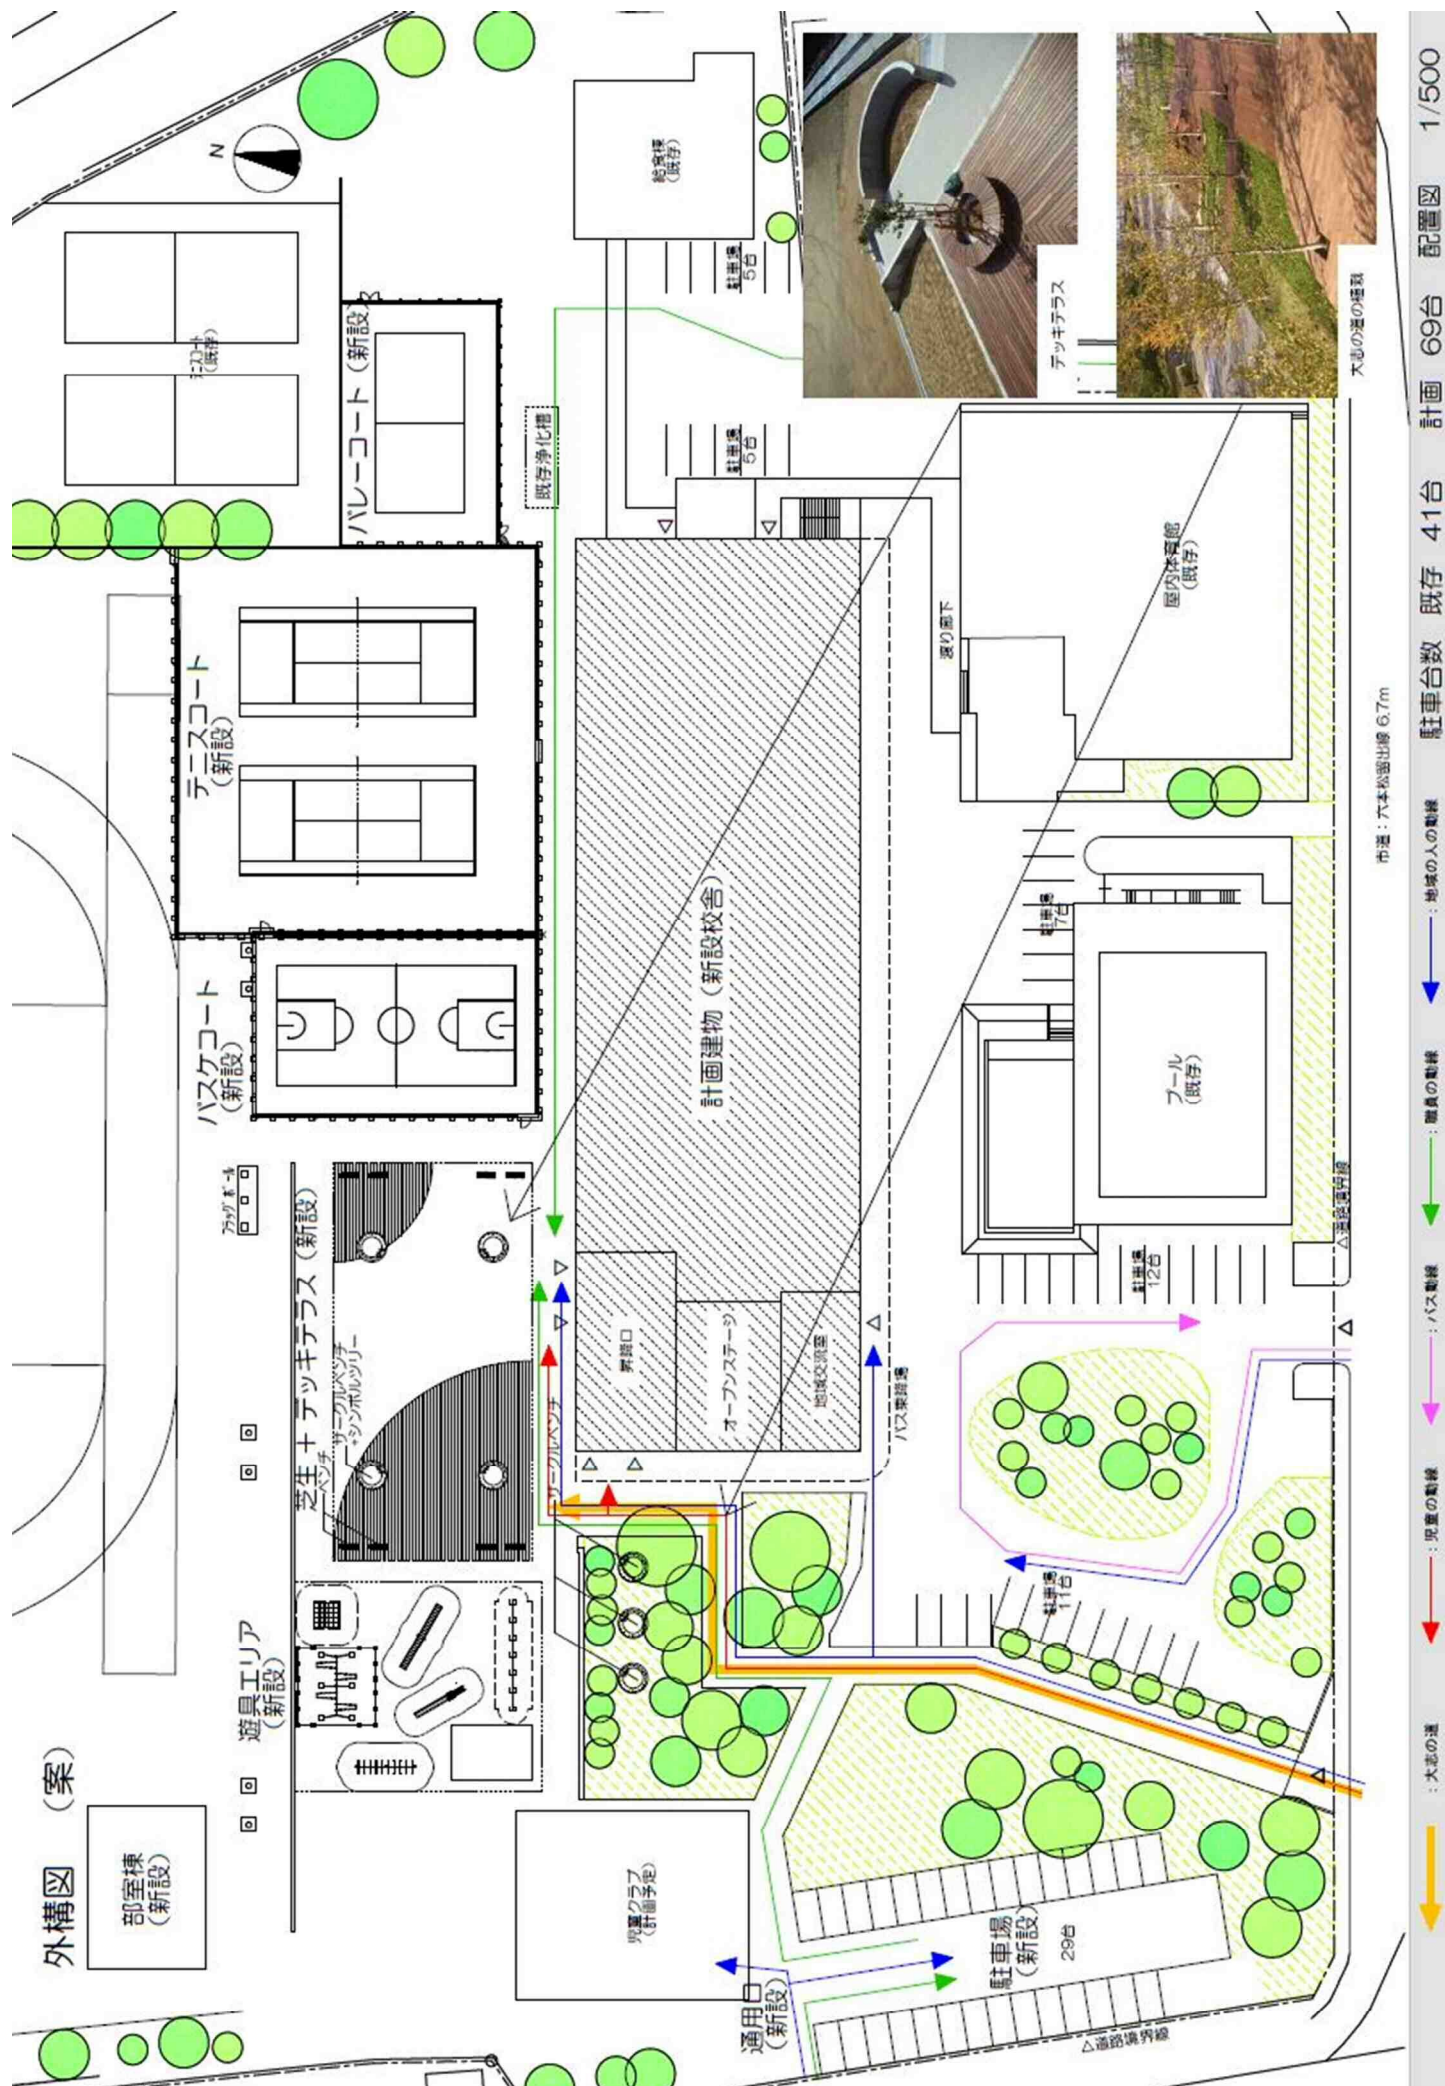 外構図　（案）
部室棟
（新設）
遊具エリア
（新設）
芝生＋デッキテラス（新設）
ベンチ
サークルベンチ
+シンボルツリー
ﾌﾗｯｸﾞﾎﾟｰﾙ
バスケコート
（新設）
テニスコート
（新設）
バレーコート（新設）
ﾃﾆｽｺｰﾄ
（既存）
N
既存浄化槽
サークルベンチ
児童クラブ
（計画予定）
昇降口
オープンステージ
地域交流室
計画建物（新設校舎）
給食棟
（既存）
駐車場
5台
駐車場
5台
渡り廊下
屋内体育館
（既存）
バス乗降場
駐車場
7台
プール
（既存）
駐車場
12台
駐車場
11台
通用口
（新設）
駐車場
（新設）
29台
△道路境界線
△道路境界線
市道：六本松留出線 6.7m
デッキテラス
大志の道の植栽
：大志の道
：児童の動線
：バス動線
：職員の動線
：地域の人の動線
駐車台数　既存　41台　計画　69台　配置図　1/500